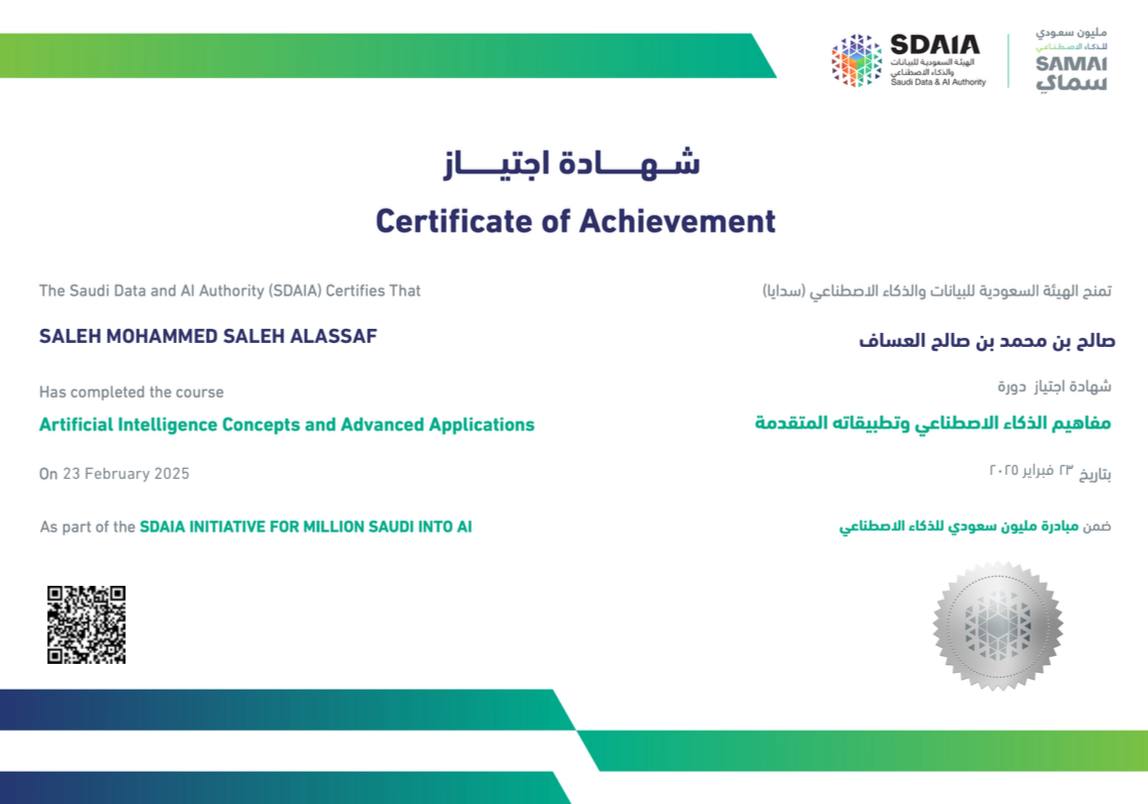 SDAIA
الهيئة السعودية للبيانات
والذكاء الاصطناعي
Saudi Data & AI Authority
مليون سعودي
للذكاء الاصطناعي
SAMAI
سماي
شـهــادة اجتيــاز
Certificate of Achievement
The Saudi Data and AI Authority (SDAIA) Certifies That
SALEH MOHAMMED SALEH ALASSAF
Has completed the course
Artificial Intelligence Concepts and Advanced Applications
On 23 February 2025
As part of the SDAIA INITIATIVE FOR MILLION SAUDI INTO AI
تمنح الهيئة السعودية للبيانات والذكاء الاصطناعي (سدايا)
صالح بن محمد بن صالح العساف
شهادة اجتياز دورة
مفاهيم الذكاء الاصطناعي وتطبيقاته المتقدمة
بتاريخ ٢٣ فبراير ٢٠٢٥
ضمن مبادرة مليون سعودي للذكاء الاصطناعي